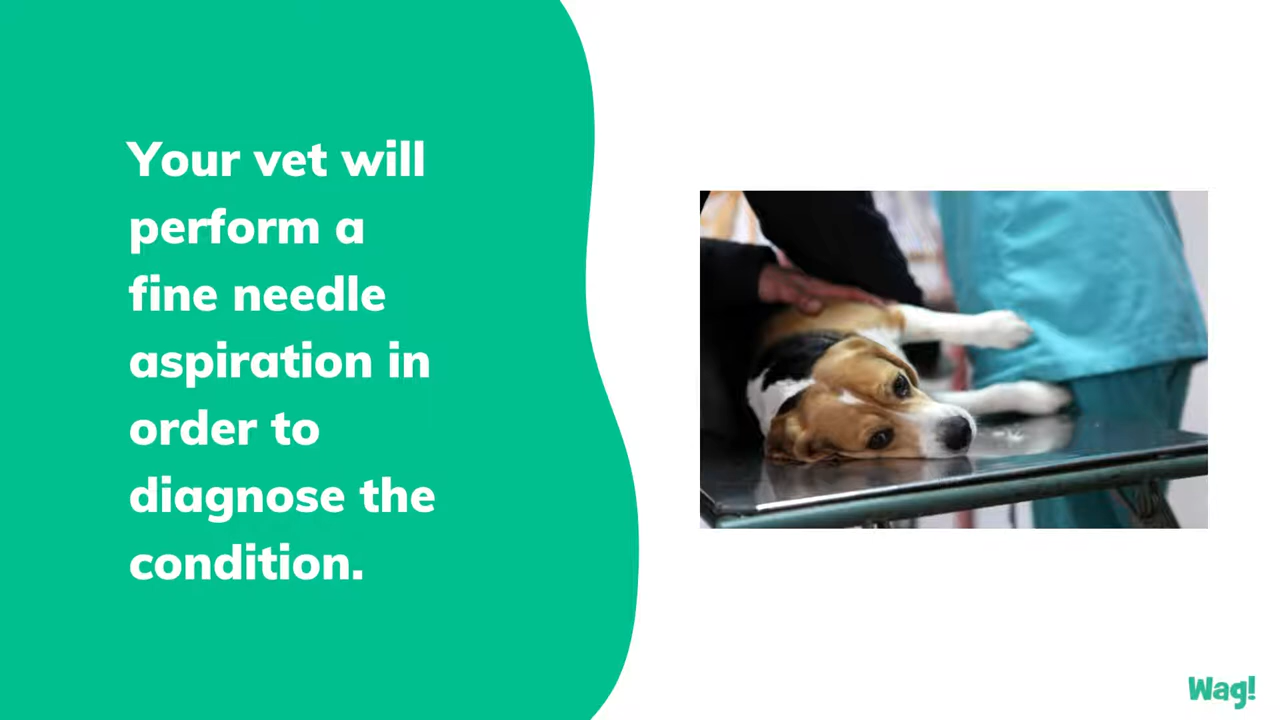 Your vet will
perform a
fine needle
aspiration in
order to
diagnose the
condition.
Wag!